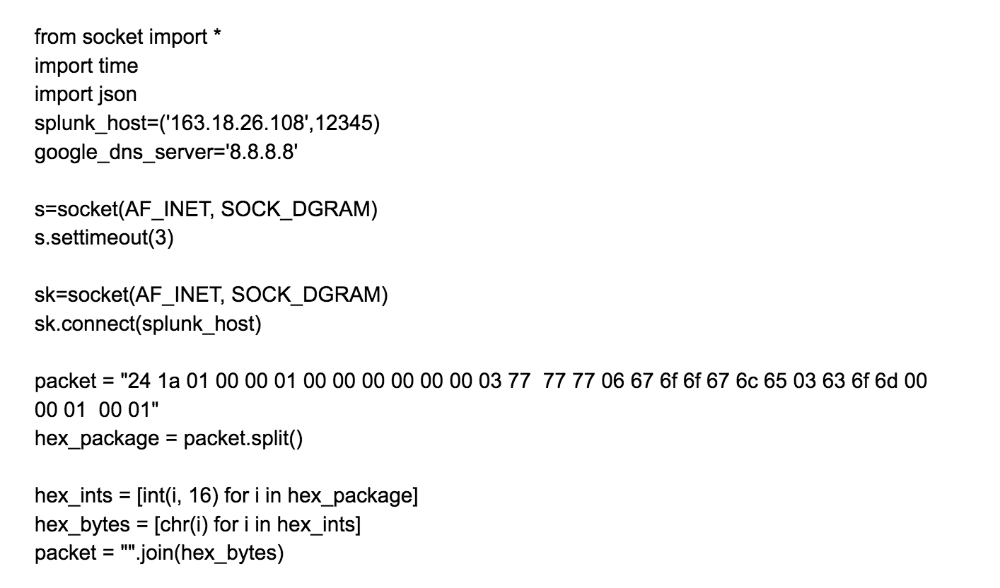 from socket import *
import time
import json
splunk_host=('163.18.26.108',12345)
google_dns_server='8.8.8.8'

s=socket(AF_INET, SOCK_DGRAM)
s.settimeout(3)

sk=socket(AF_INET, SOCK_DGRAM)
sk.connect(splunk_host)

packet = "24 1a 01 00 00 01 00 00 00 00 00 00 03 77  77 77 06 67 6f 6f 67 6c 65 03 63 6f 6d 00
00 01  00 01"
hex_package = packet.split()

hex_ints = [int(i, 16) for i in hex_package]
hex_bytes = [chr(i) for i in hex_ints]
packet = "".join(hex_bytes)